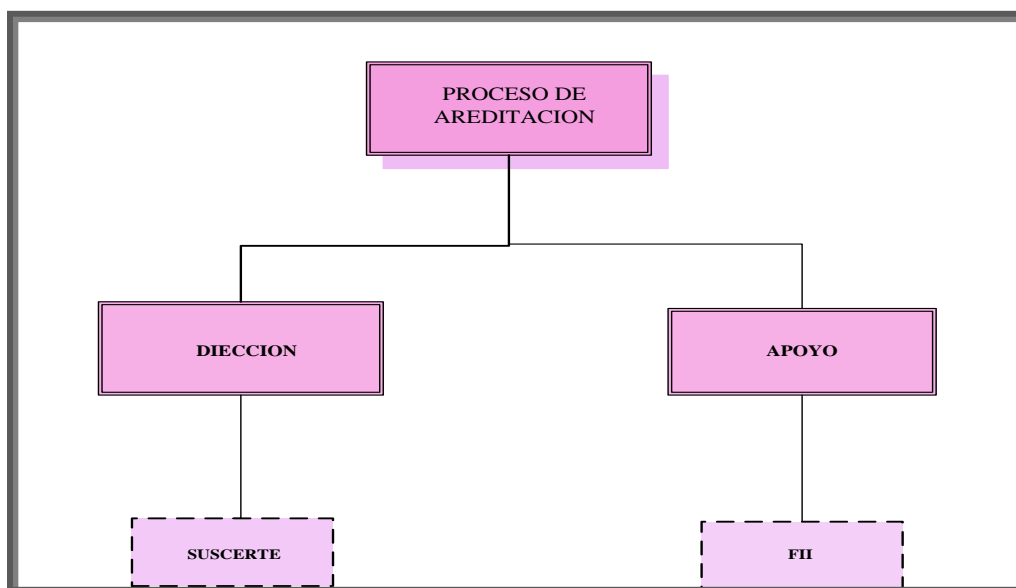 PROCESO DE
AREDITACION
DIECCION
APOYO
SUSCERTE
FII